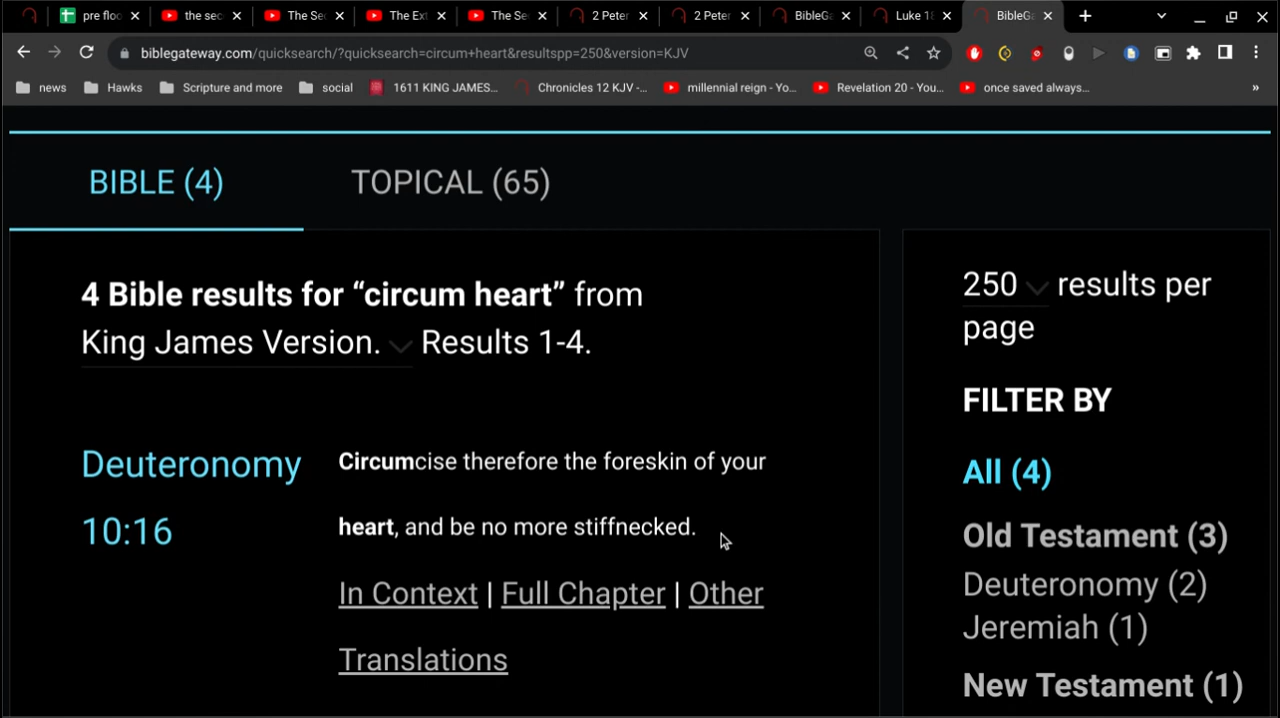 pre floo
the sec
The Se
The Ext
The Se
2 Peter
2 Peter
BibleGa
Luke 18
BibleGa
biblegateway.com/quicksearch/?quicksearch=circum+heart&resultspp=250&version=KJV
news
Hawks
Scripture and more
social
1611 KING JAMES...
Chronicles 12 KJV -...
millennial reign - Yo...
Revelation 20 - You...
once saved always...
»
BIBLE (4)
TOPICAL (65)
4 Bible results for “circum heart” from
King James Version. Results 1-4.
Deuteronomy
10:16
Circumcise therefore the foreskin of your
heart, and be no more stiffnecked.
In Context | Full Chapter | Other
Translations
250 results per
page
FILTER BY
All (4)
Old Testament (3)
Deuteronomy (2)
Jeremiah (1)
New Testament (1)